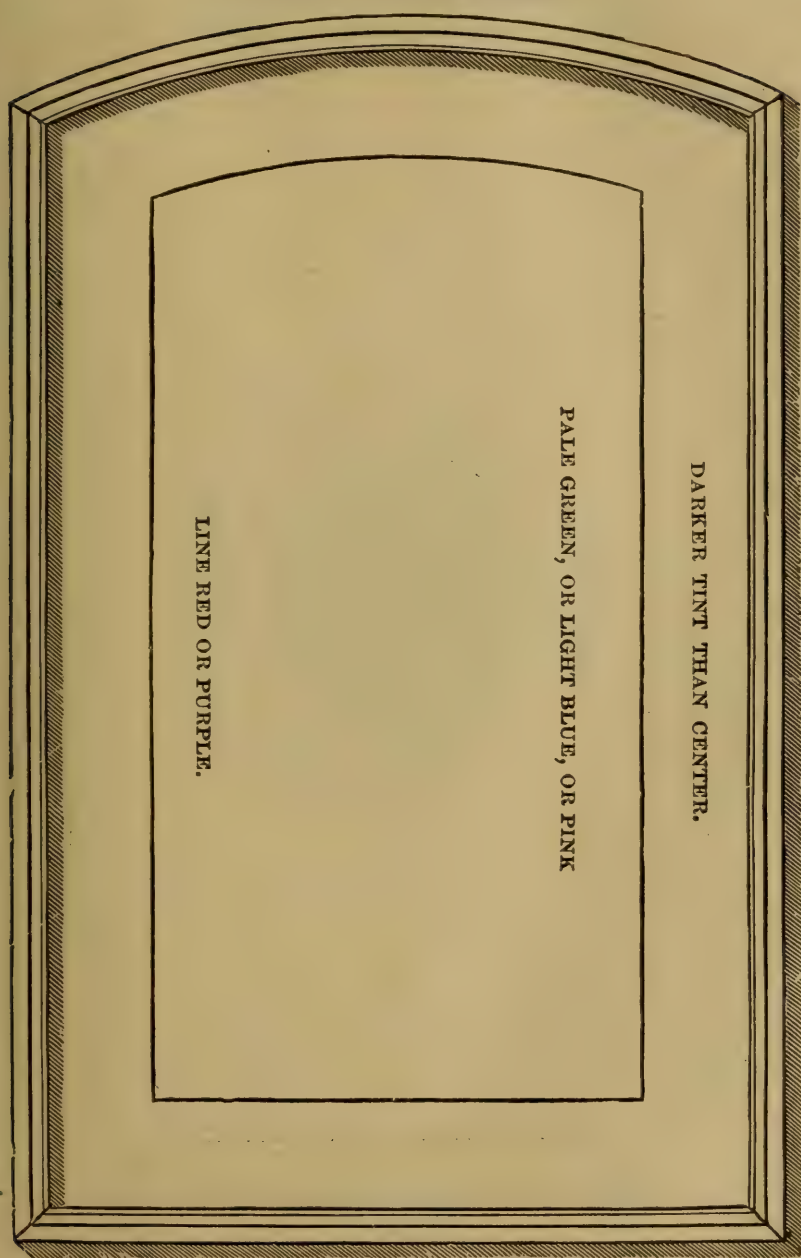 DARKER TINT THAN CENTER.
PALE GREEN, OR LIGHT BLUE, OR PINK
LINE RED OR PURPLE.